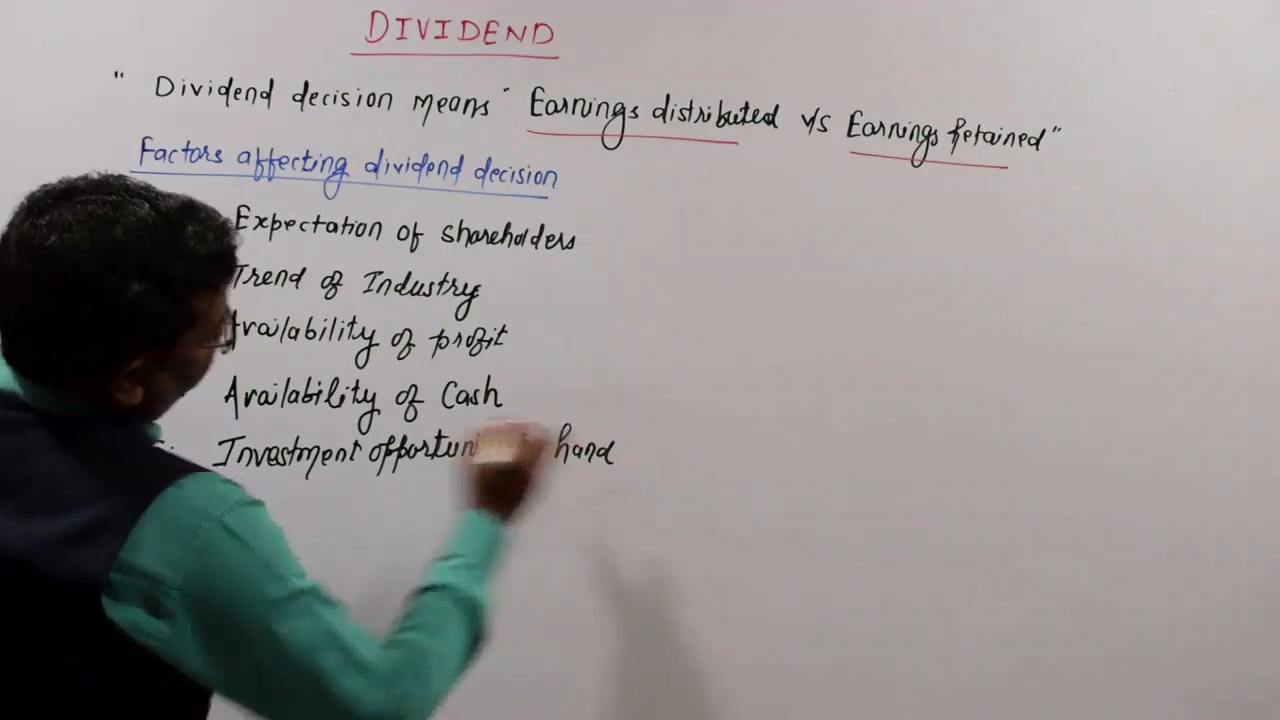 DIVIDEND
" Dividend decision means " Earnings distributed v/s Earnings Retained"
Factors affecting dividend decision
Expectation of shareholders
Trend of Industry
Availability of profit
Availability of Cash
Investment hand